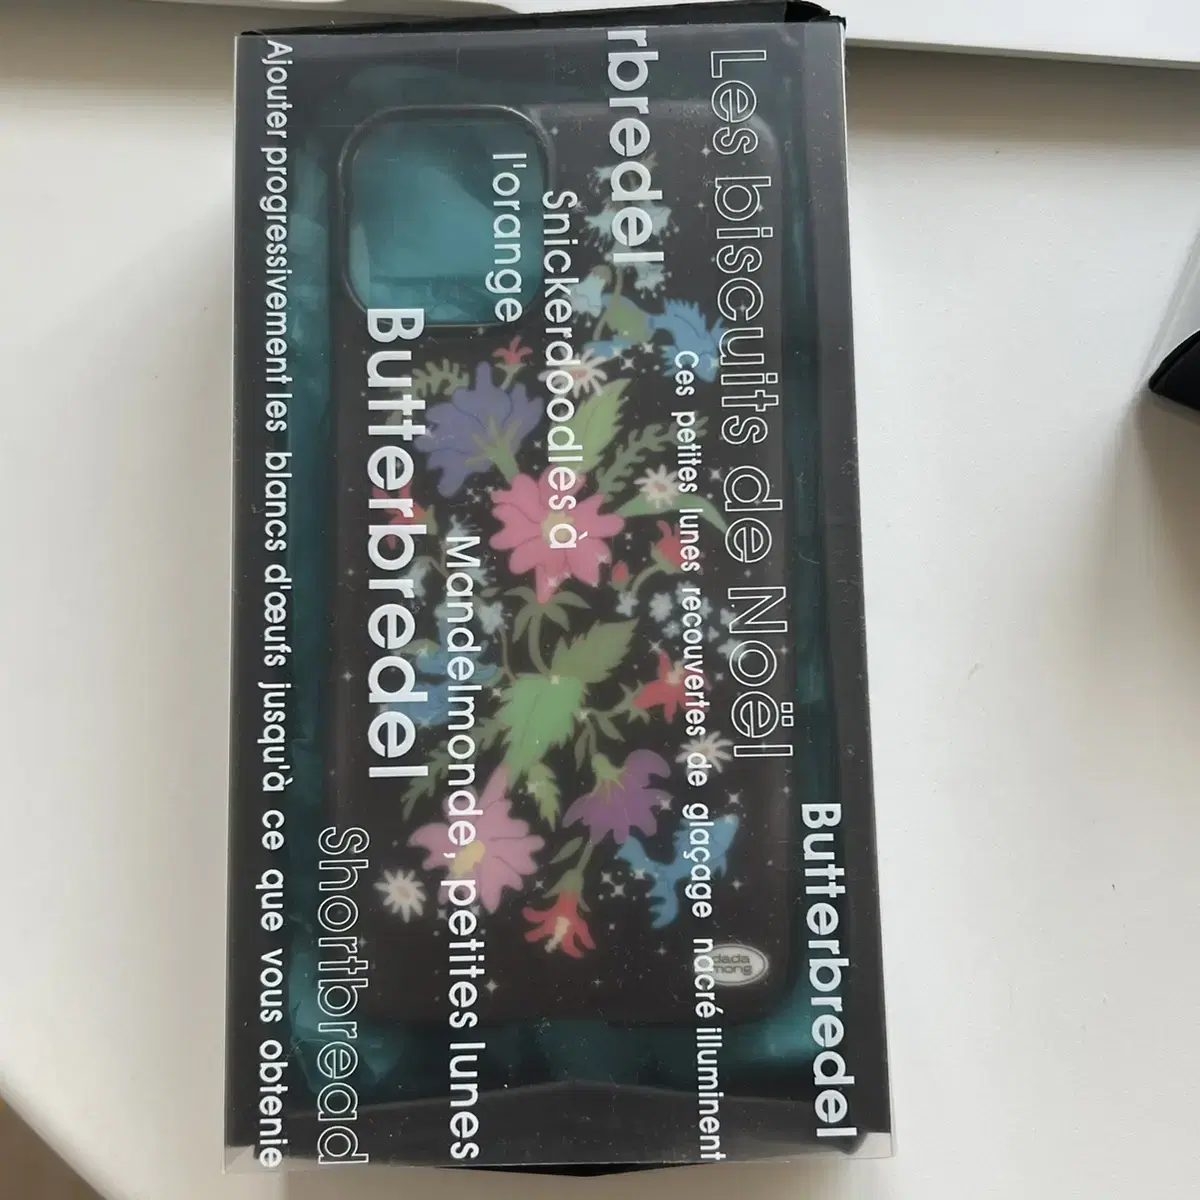 Butterbredel
Les biscuits de Noël
Ces petites lunes recouvertes de glaçage nacré illuminent
rbredel
Snickerdoodles à
l'orange
Mandelmonde, petites lunes
Butterbredel
Shortbread
Ajouter progressivement les blancs d'œufs jusqu'à ce que vous obtenie
dada
mong